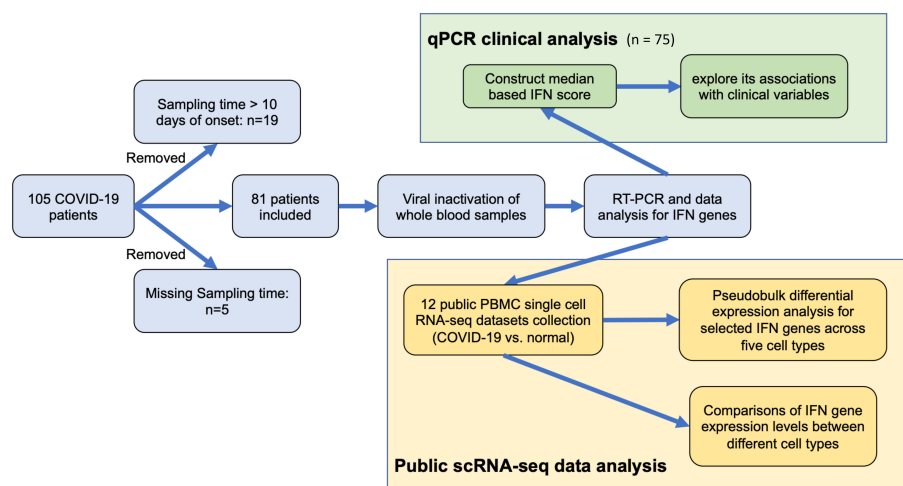 qPCR clinical analysis (n = 75)
Construct median
based IFN score
explore its associations
with clinical variables
Sampling time > 10
days of onset: n=19
Removed
105 COVID-19
patients
81 patients
included
Viral inactivation of
whole blood samples
RT-PCR and data
analysis for IFN genes
Removed
Missing Sampling time:
n=5
12 public PBMC single cell
RNA-seq datasets collection
(COVID-19 vs. normal)
Pseudobulk differential
expression analysis for
selected IFN genes across
five cell types
Comparisons of IFN gene
expression levels between
different cell types
Public scRNA-seq data analysis